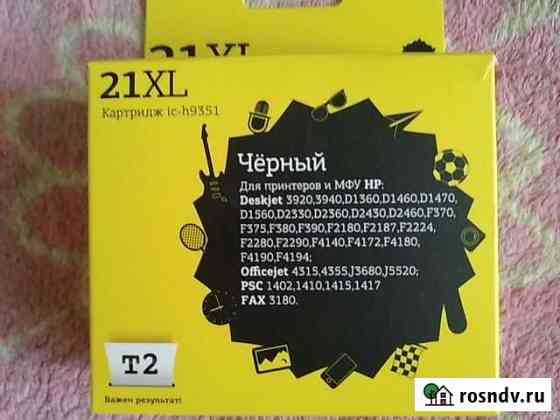 21XL
21XL
Картридж ic-h9351
Чёрный
Для принтеров и МФУ HP:
Deskjet 3920,3940,D1360,D1460,D1470,
D1560,D2330,D2360,D2430,D2460,F370,
F375,F380,F390,F2180,F2187,F2224,
F2280,F2290,F4140,F4172,F4180,
F4190,F4194;
Officejet 4315,4355,J3680,J5520;
PSC 1402,1410,1415,1417
FAX 3180.
T2
Важен результат!
rosndv.ru